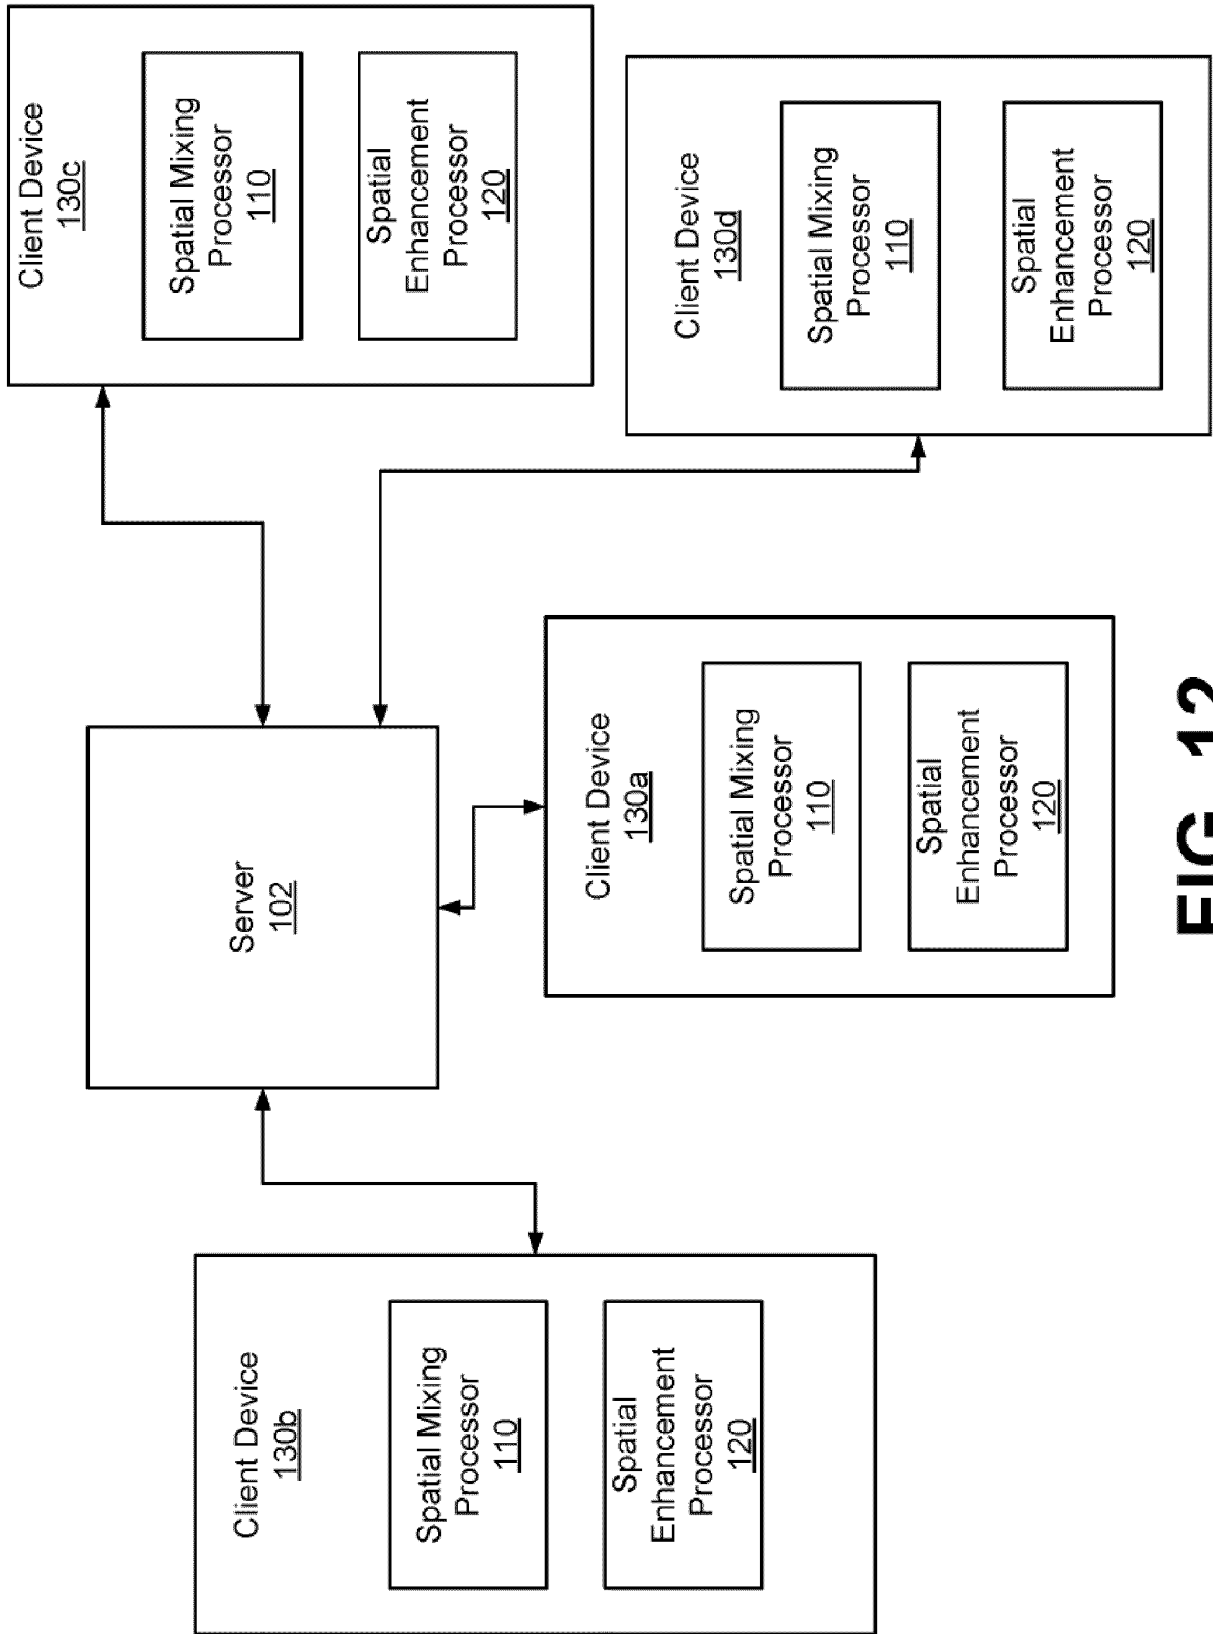 Client Device
130b
Spatial Mixing
Processor
110
Spatial
Enhancement
Processor
120
Server
102
Client Device
130a
Spatial Mixing
Processor
110
Spatial
Enhancement
Processor
120
Client Device
130c
Spatial Mixing
Processor
110
Spatial
Enhancement
Processor
120
Client Device
130d
Spatial Mixing
Processor
110
Spatial
Enhancement
Processor
120
FIG 12